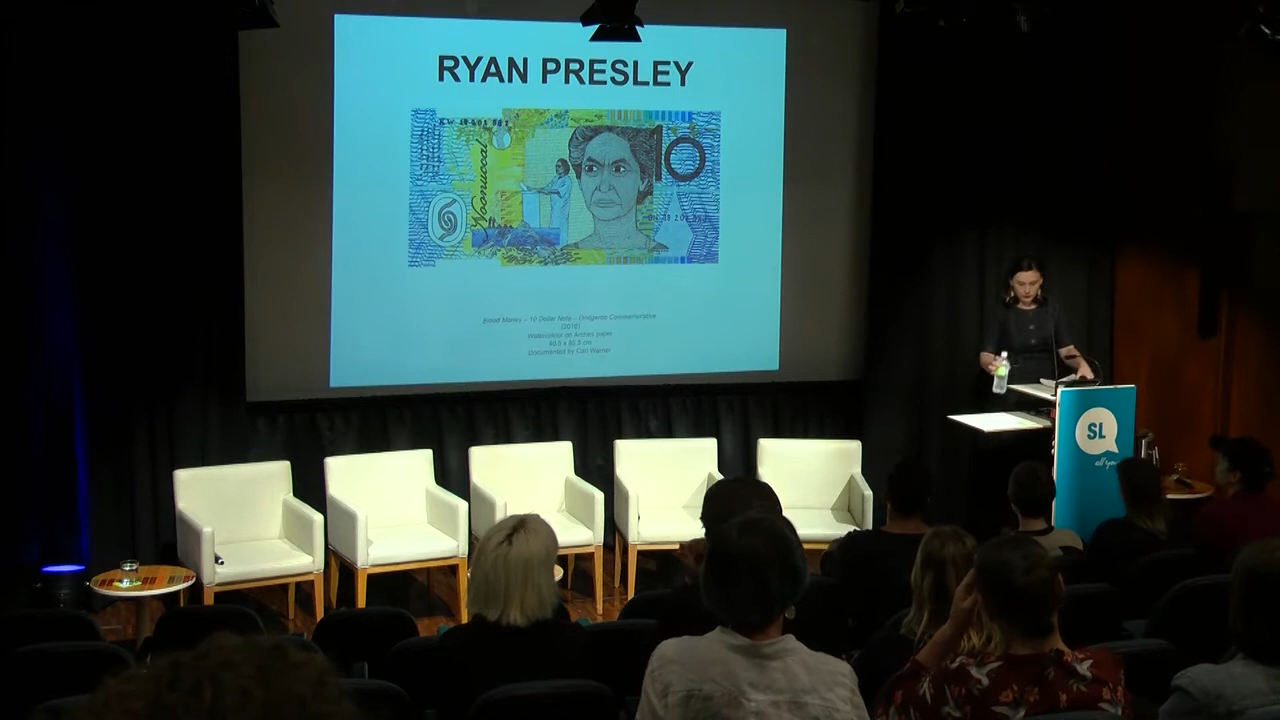 RYAN PRESLEY
10
Noonuccal
Blood Money – 10 Dollar Note – Oodgeroo Commemorative
(2010)
Watercolour on Arches paper
Documented by Carl Warner
SL